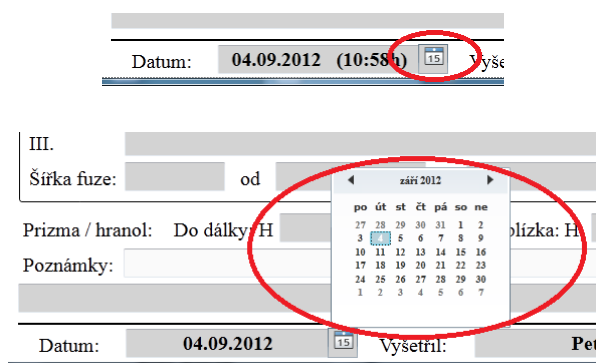 Datum: 04.09.2012 (10:58h) 15 Vyše
III.
Šířka fuze: od
září 2012
po út st čt pá so ne
27 28 29 30 31 1 2
3 4 5 6 7 8 9
10 11 12 13 14 15 16
17 18 19 20 21 22 23
24 25 26 27 28 29 30
1 2 3 4 5 6 7
Prizma / hranol: Do dálky: H blízka: H
Poznámky:
Datum: 04.09.2012 15 Vyšetřil: Pet